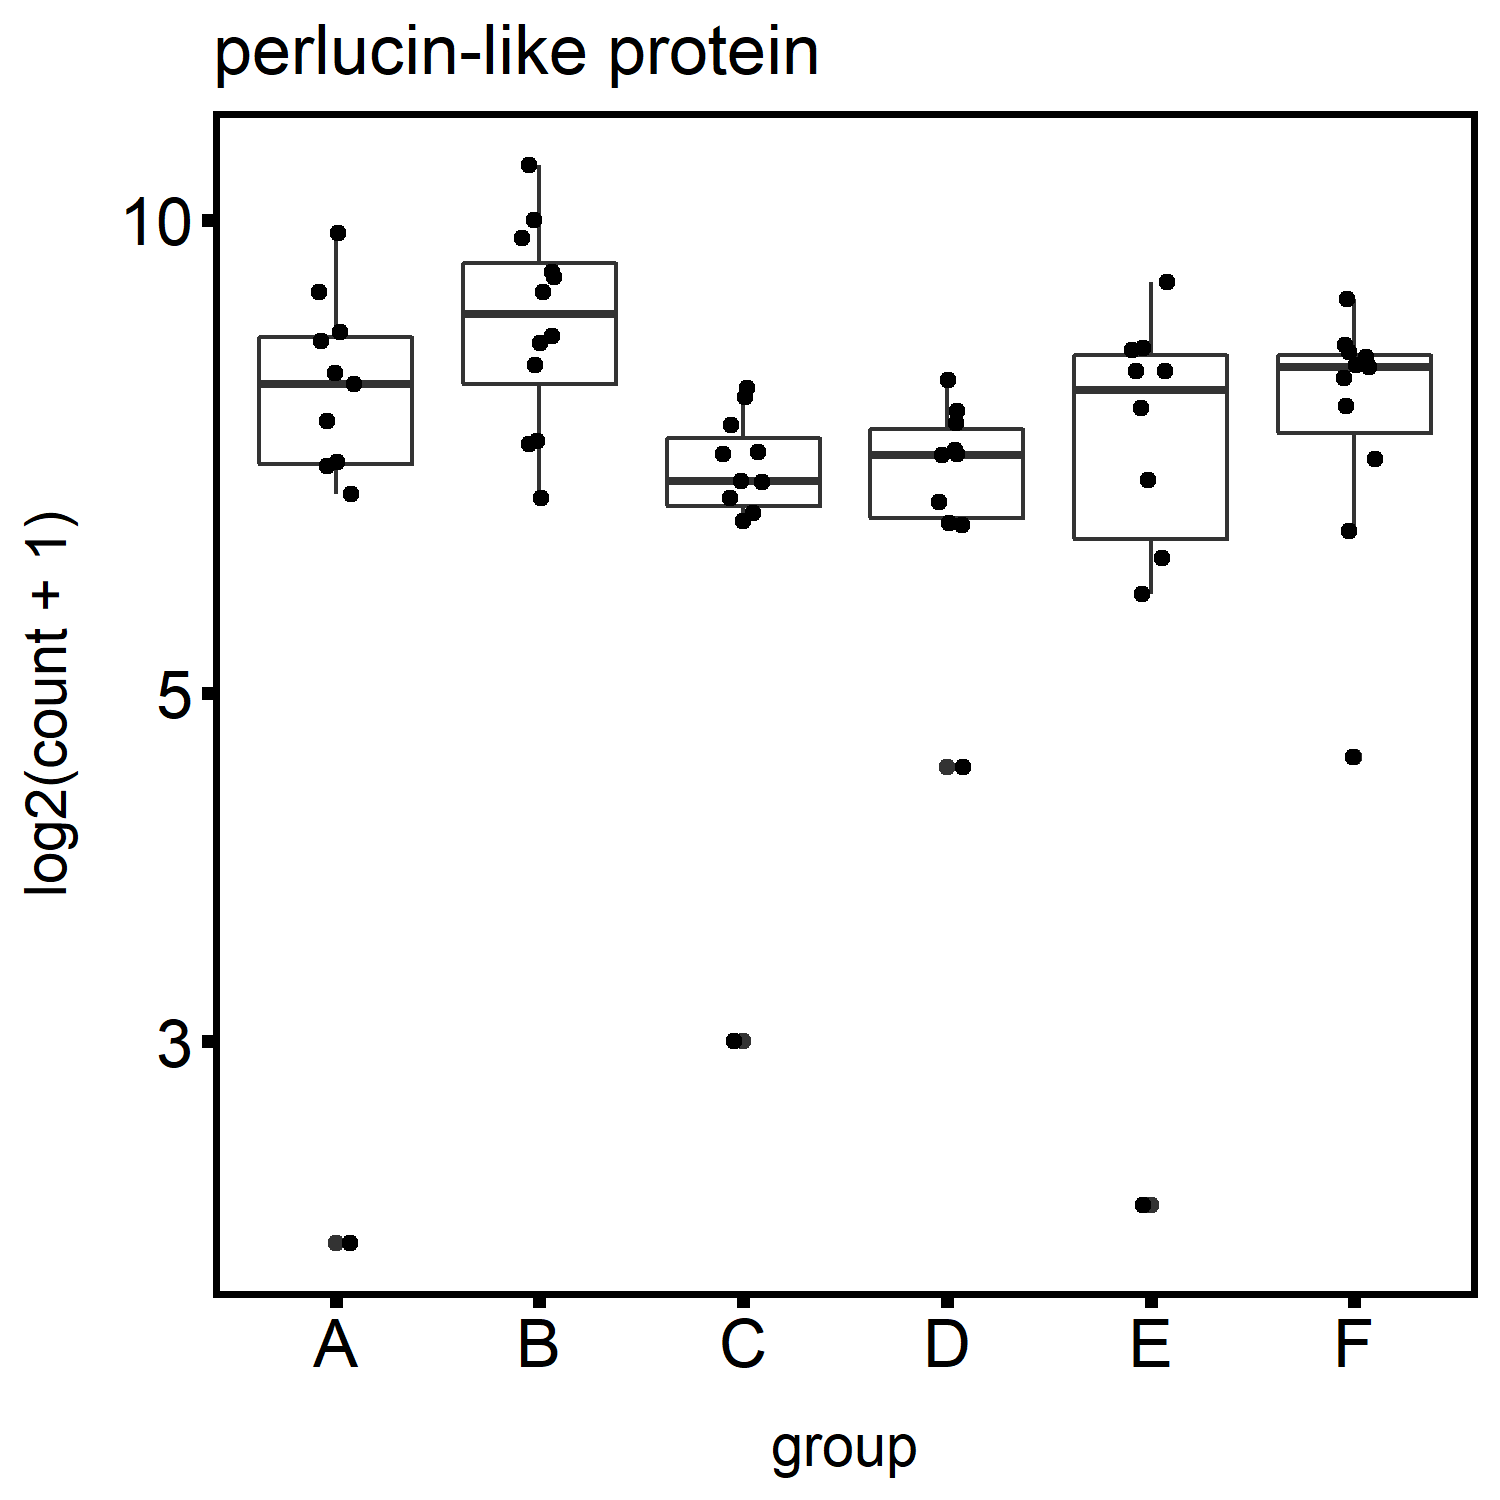 perlucin-like protein
log2(count + 1)
10
5
3
A B C D E F
group